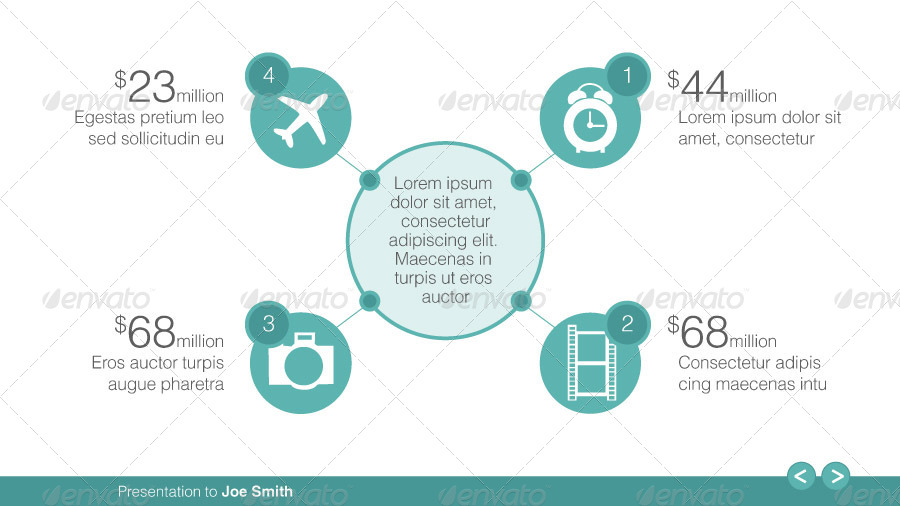 4
$23million
Egestas pretium leo
sed sollicitudin eu
1
$44million
Lorem ipsum dolor sit
amet, consectetur
Lorem ipsum
dolor sit amet,
consectetur
adipiscing elit.
Maecenas in
turpis ut eros
auctor
3
$68million
Eros auctor turpis
augue pharetra
2
$68million
Consectetur adipis
cing maecenas intu
Presentation to Joe Smith
< >
envato